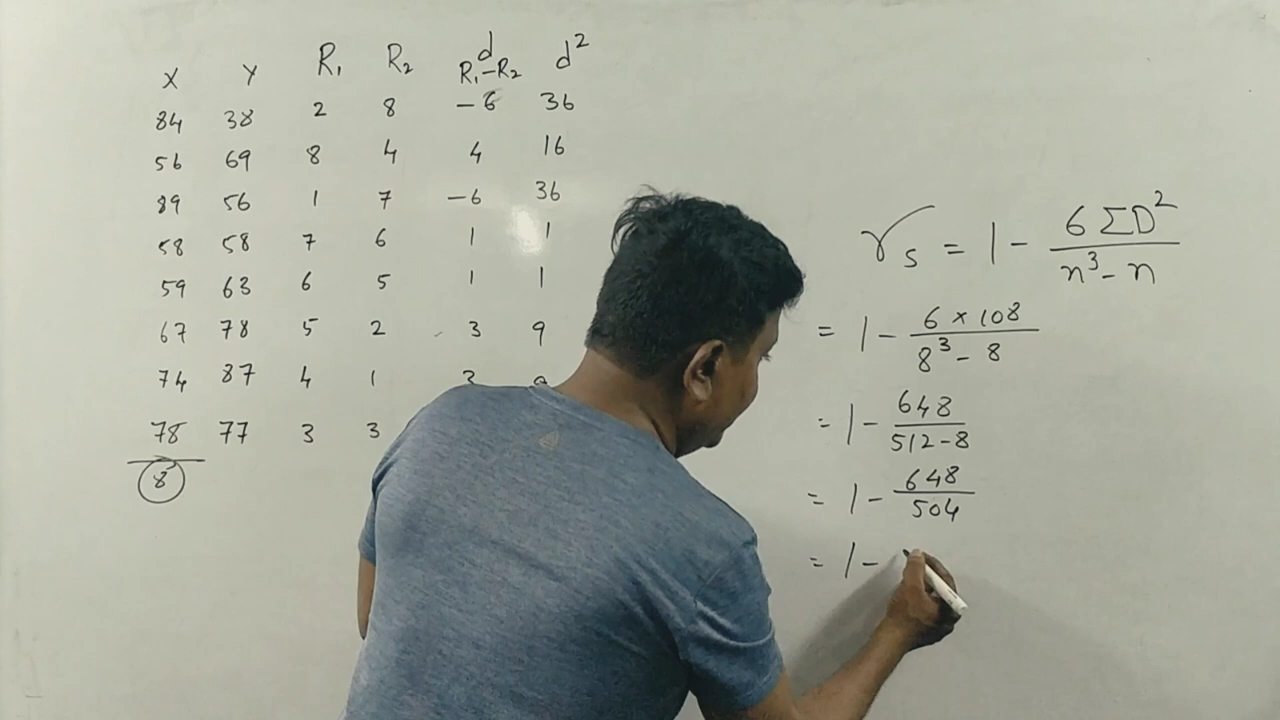 X Y R₁ R₂ d R₁-R₂ d²
84 38 2 8 -6 36
56 69 8 4 4 16
89 56 1 7 -6 36
58 58 7 6 1 1
59 63 6 5 1 1
67 78 5 2 3 9
74 87 4 1 3
78 77 3 3
8
rₛ = 1 - 6 ΣD² / n³ - n
= 1 - 6 × 108 / 8³ - 8
= 1 - 648 / 512 - 8
= 1 - 648 / 504
= 1 -